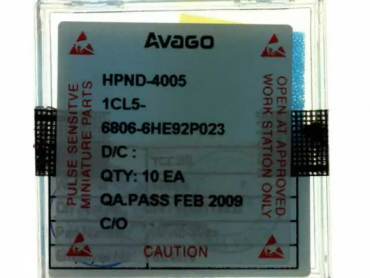 AVAGO
HPND-4005
1CL5-
6806-6HE92P023
D/C :
QTY: 10 EA
QA.PASS FEB 2009
C/O
PULSE SENSITVE
MINIATURE PARTS
OPEN AT APPROVED
WORK STATION ONLY
CAUTION